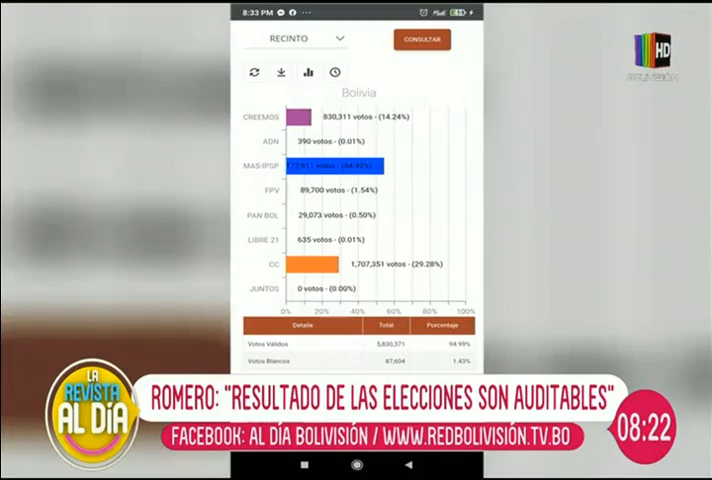 8:33 PM
RECINTO
CONSULTAR
HD
BOLIVISIÓN
Bolivia
CREEMOS 830,311 votos - (14.24%)
ADN 390 votos - (0.01%)
MAS-IPSP votos -
FPV 89,700 votos - (1.54%)
PAN BOL 29,073 votos - (0.50%)
LIBRE 21 635 votos - (0.01%)
CC 1,707,351 votos - (29.28%)
JUNTOS 0 votos - (0.00%)
0% 20% 40% 60% 80% 100%
Detalle Total Porcentaje
Votos Válidos 5,830,371 94.99%
Votos Blancos 87,604 1.43%
LA REVISTA
AL DÍA
ROMERO: "RESULTADO DE LAS ELECCIONES SON AUDITABLES"
FACEBOOK: AL DÍA BOLIVISIÓN / WWW.REDBOLIVISIÓN.TV.BO
08:22